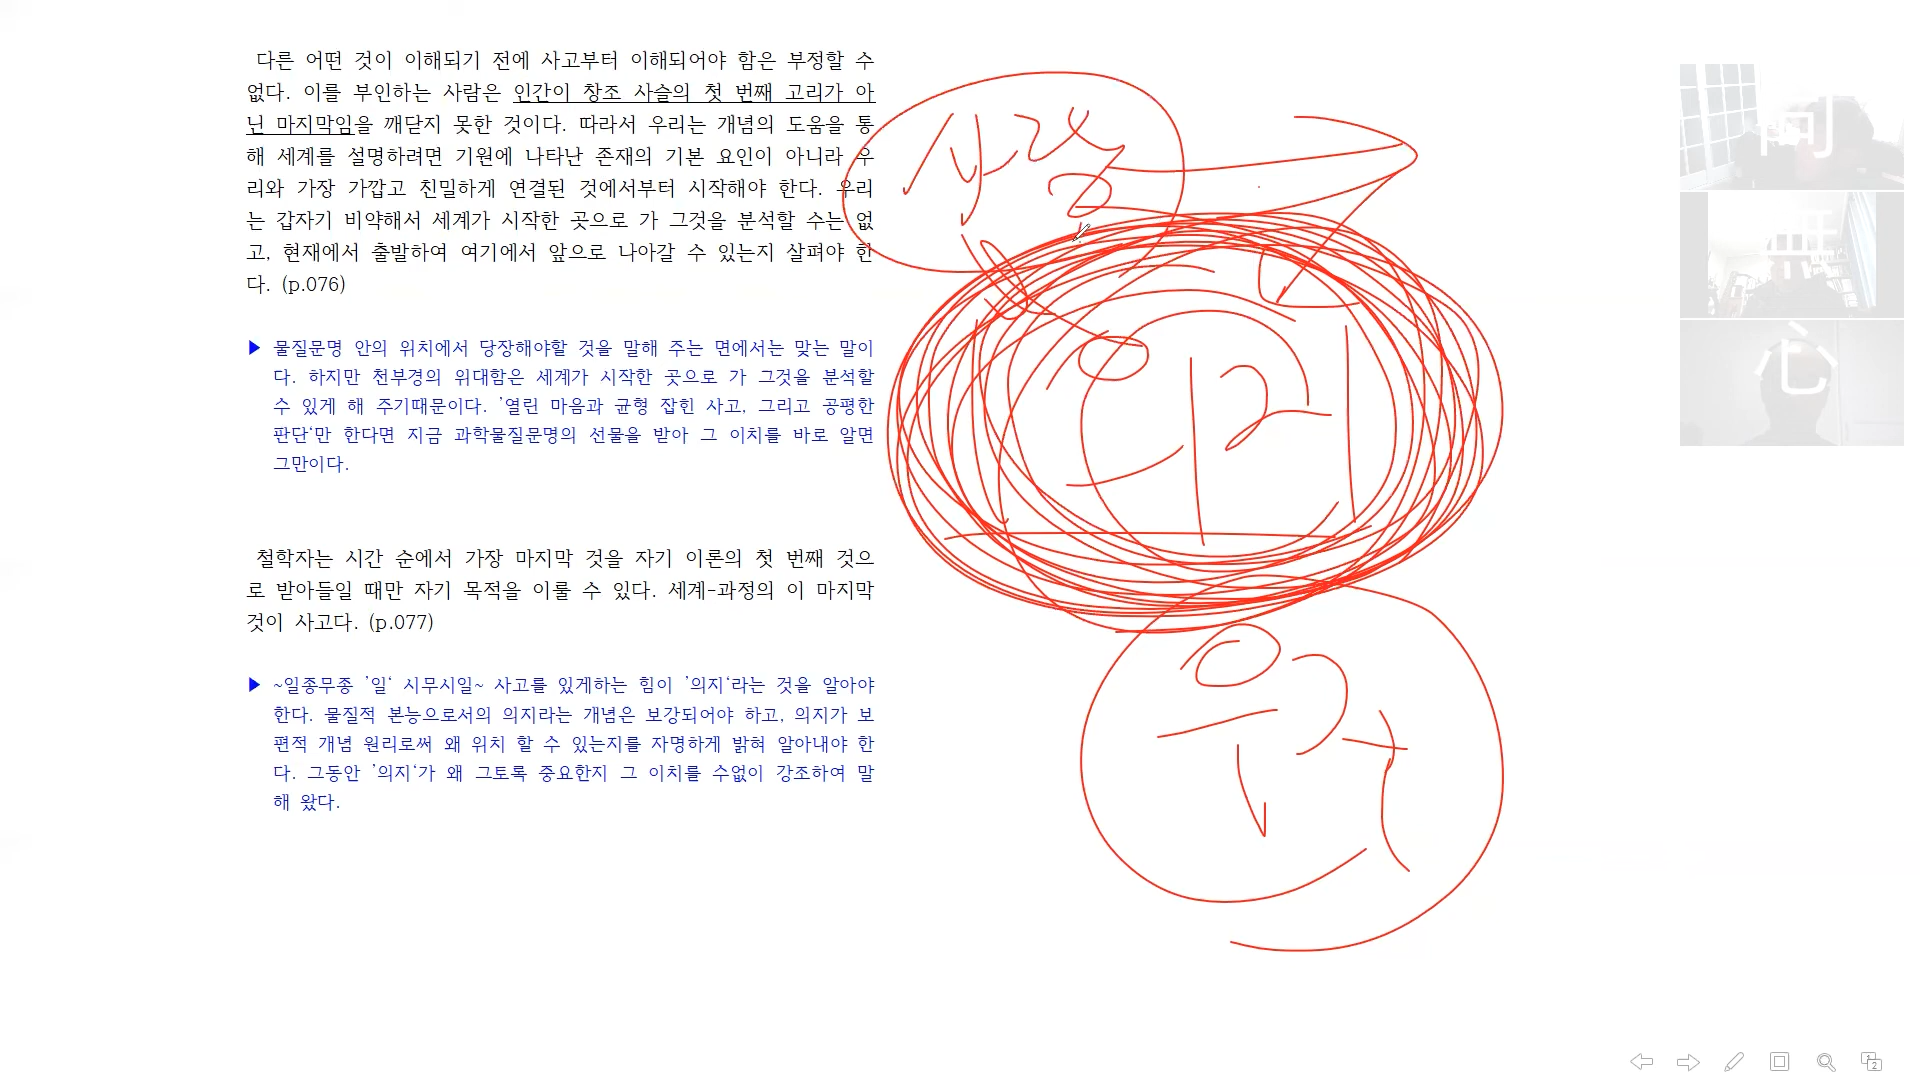 다른 어떤 것이 이해되기 전에 사고부터 이해되어야 함은 부정할 수
없다. 이를 부인하는 사람은 인간이 창조 사슬의 첫 번째 고리가 아
닌 마지막임을 깨닫지 못한 것이다. 따라서 우리는 개념의 도움을 통
해 세계를 설명하려면 기원에 나타난 존재의 기본 요인이 아니라 우
리와 가장 가깝고 친밀하게 연결된 것에서부터 시작해야 한다. 우리
는 갑자기 비약해서 세계가 시작한 곳으로 가 그것을 분석할 수는 없
고, 현재에서 출발하여 여기에서 앞으로 나아갈 수 있는지 살펴야 한
다. (p.076)
▶ 물질문명 안의 위치에서 당장해야할 것을 말해 주는 면에서는 맞는 말이
다. 하지만 천부경의 위대함은 세계가 시작한 곳으로 가 그것을 분석할
수 있게 해 주기때문이다. '열린 마음과 균형 잡힌 사고, 그리고 공평한
판단'만 한다면 지금 과학물질문명의 선물을 받아 그 이치를 바로 알면
그만이다.
철학자는 시간 순에서 가장 마지막 것을 자기 이론의 첫 번째 것으
로 받아들일 때만 자기 목적을 이룰 수 있다. 세계-과정의 이 마지막
것이 사고다. (p.077)
▶ ~일종무종 '일' 시무시일~ 사고를 있게하는 힘이 '의지'라는 것을 알아야
한다. 물질적 본능으로서의 의지라는 개념은 보강되어야 하고, 의지가 보
편적 개념 원리로써 왜 위치 할 수 있는지를 자명하게 밝혀 알아내야 한
다. 그동안 '의지'가 왜 그토록 중요한지 그 이치를 수없이 강조하여 말
해 왔다.
생각
의지
心